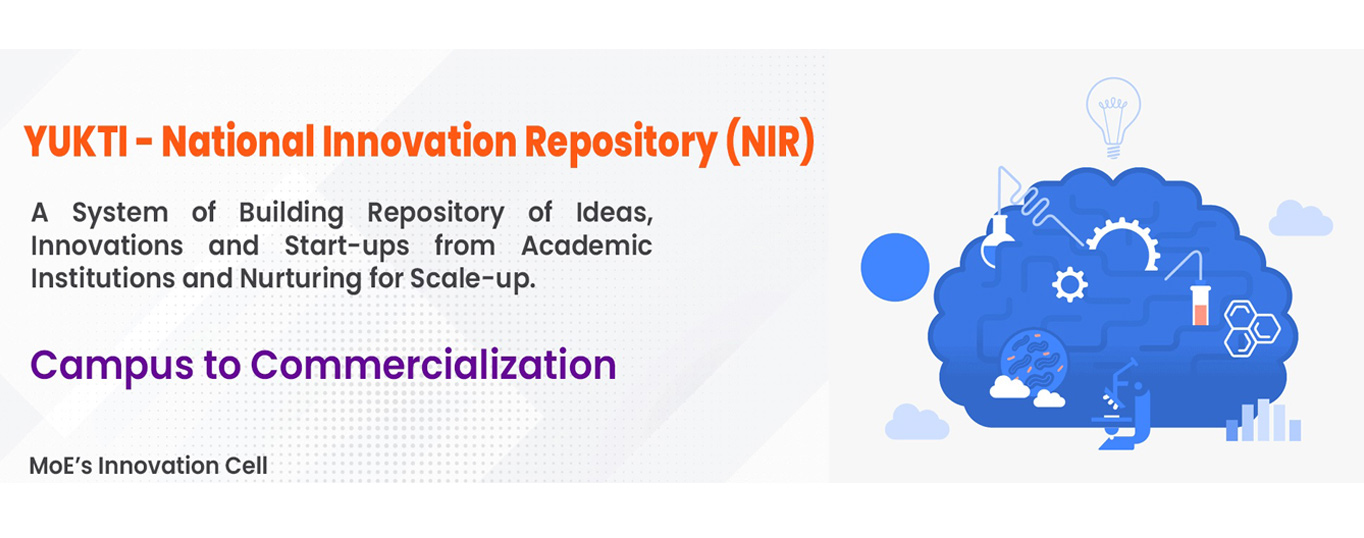 YUKTI - National Innovation Repository (NIR)
A System of Building Repository of Ideas,
Innovations and Start-ups from Academic
Institutions and Nurturing for Scale-up.
Campus to Commercialization
MoE's Innovation Cell